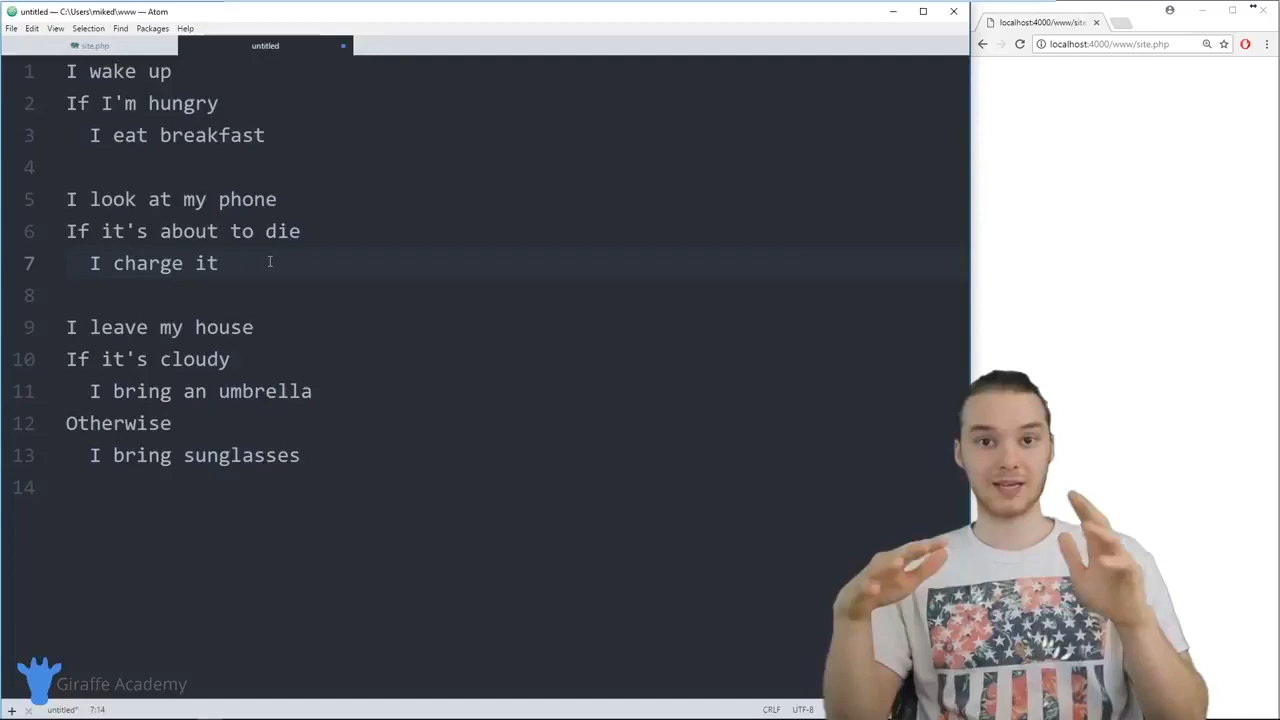 untitled — C:\Users\miked\www — Atom
File Edit View Selection Find Packages Help
site.php
untitled
1 I wake up
2 If I'm hungry
3 I eat breakfast
4
5 I look at my phone
6 If it's about to die
7 I charge it
8
9 I leave my house
10 If it's cloudy
11 I bring an umbrella
12 Otherwise
13 I bring sunglasses
14
Giraffe Academy
untitled* 7:14
CRLF UTF-8
localhost:4000/www/site
localhost:4000/www/site.php